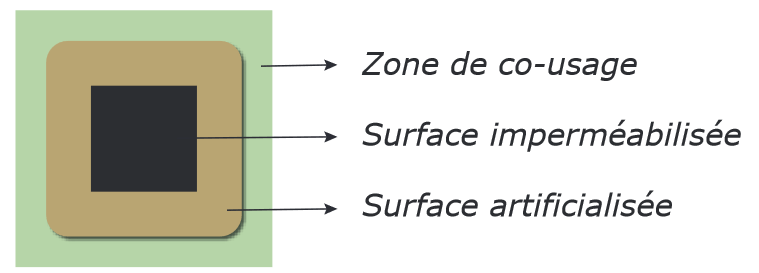 Zone de co-usage
Surface imperméabilisée
Surface artificialisée